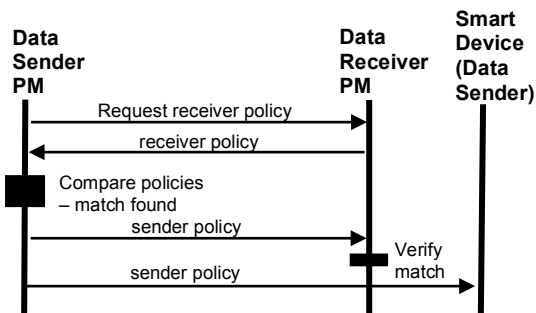 Data
Sender
PM
Data
Receiver
PM
Smart
Device
(Data
Sender)
Request receiver policy
receiver policy
Compare policies
– match found
sender policy
Verify
match
sender policy